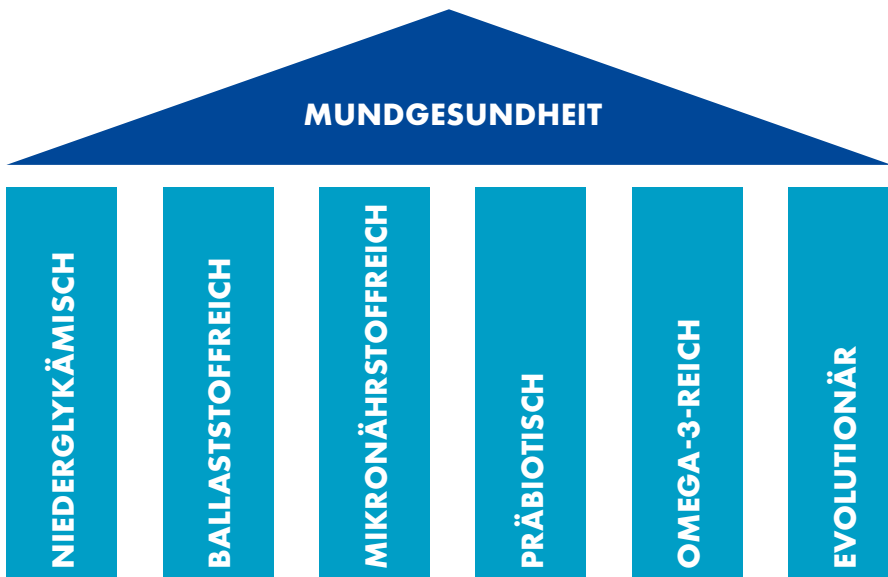 MUNDGESUNDHEIT
NIEDERGLYKÄMISCH
BALLASTSTOFFREICH
MIKRONÄHRSTOFFREICH
PRÄBIOTISCH
OMEGA-3-REICH
EVOLUTIONÄR